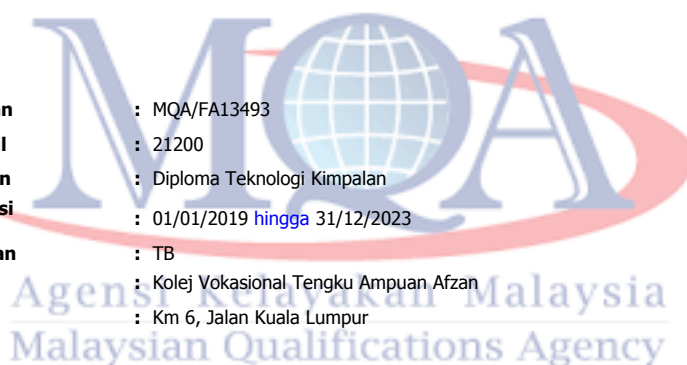 MQA
an : MQA/FA13493
l : 21200
n : Diploma Teknologi Kimpalan
si : 01/01/2019 hingga 31/12/2023
an : TB
: Kolej Vokasional Tengku Ampuan Afzan
: Km 6, Jalan Kuala Lumpur
Agensi Kelayakan Malaysia
Malaysian Qualifications Agency